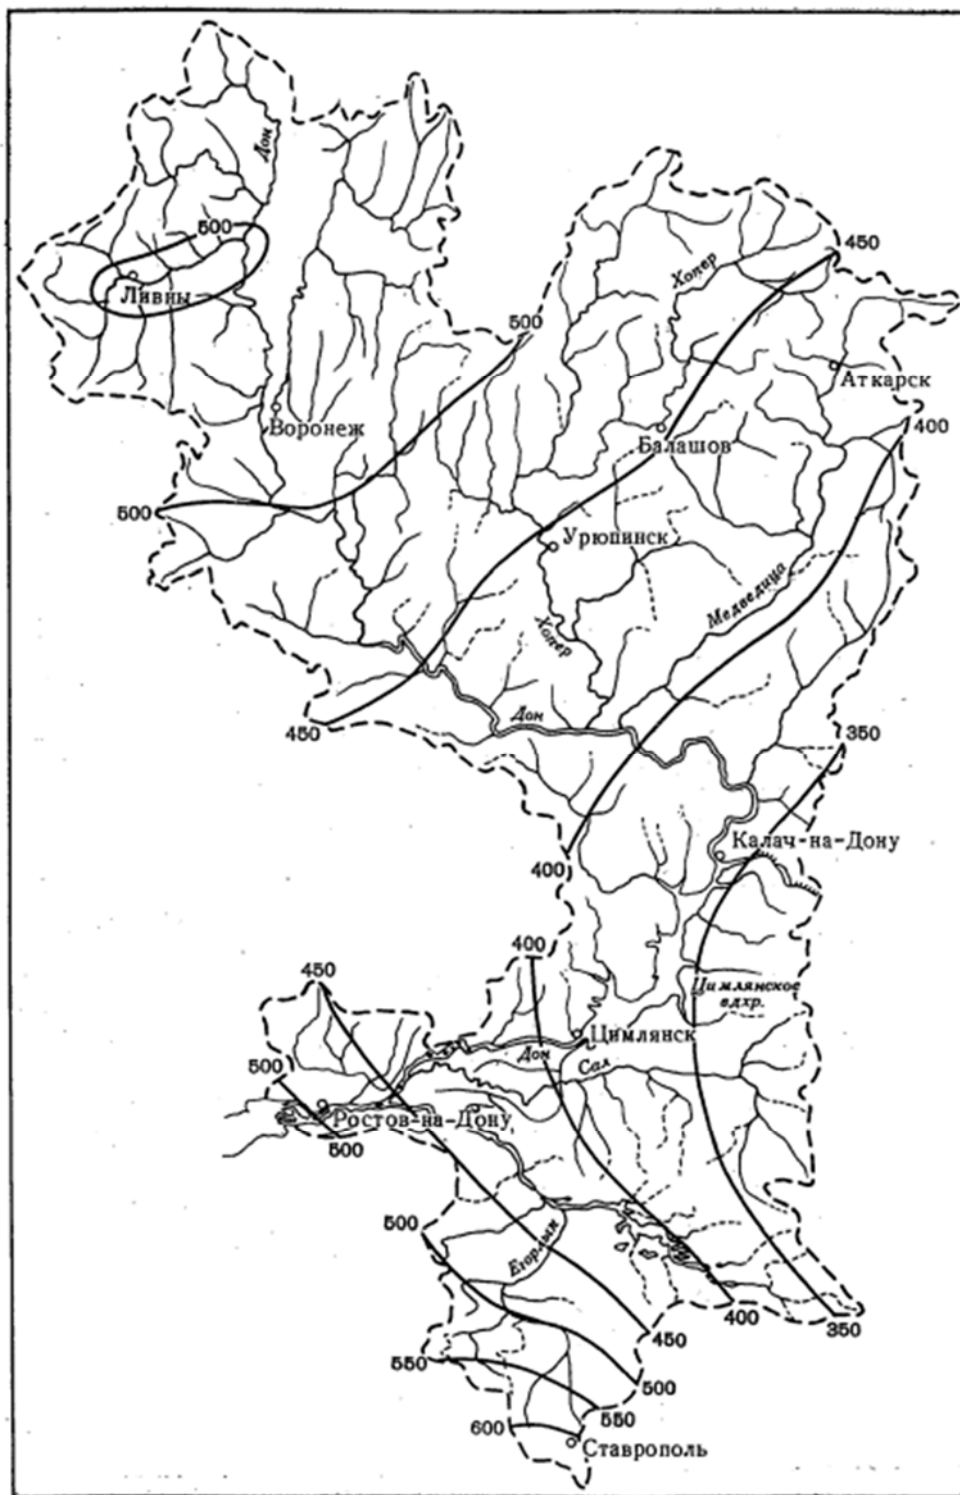 Дон
500
Ливны
Хопер
450
500
Аткарск
Воронеж
Балашов
400
500
Урюпинск
Медведица
Хопер
450
Дон
350
Калач-на-Дону
400
400
450
Цимлянское
вдхр.
Цимлянск
Дон
Сал
500
Ростов-на-Дону
500
500
Егорлык
400
350
450
550
500
550
600
Ставрополь